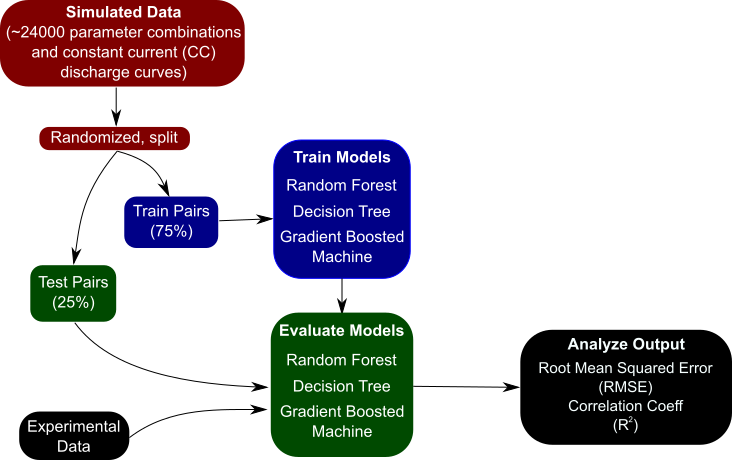 Simulated Data
(~24000 parameter combinations
and constant current (CC)
discharge curves)
Randomized, split
Train Pairs
(75%)
Test Pairs
(25%)
Train Models
Random Forest
Decision Tree
Gradient Boosted
Machine
Evaluate Models
Random Forest
Decision Tree
Gradient Boosted
Machine
Experimental
Data
Analyze Output
Root Mean Squared Error
(RMSE)
Correlation Coeff
(R²)